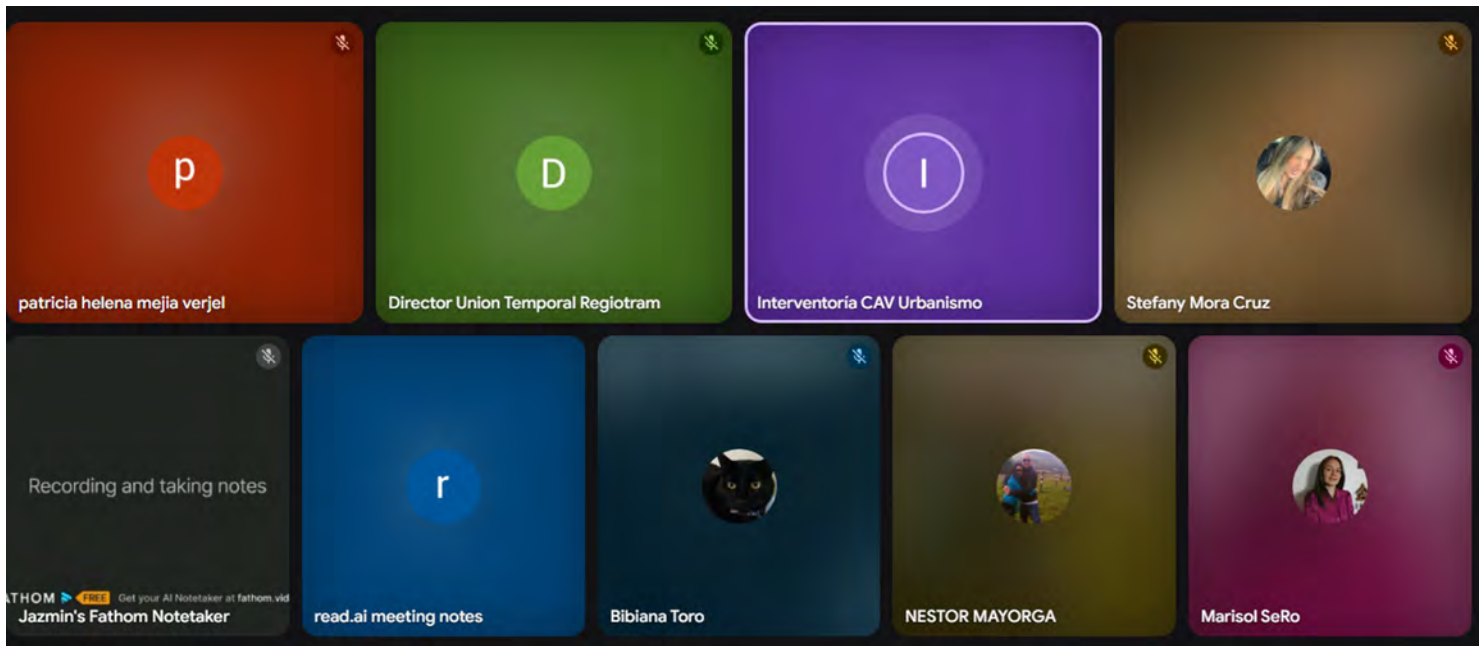 p
patricia helena mejia verjel
D
Director Union Temporal Regiotram
I
Interventoría CAV Urbanismo
Stefany Mora Cruz
Recording and taking notes
FREE Get your AI Notetaker at fathom.vid
Jazmin's Fathom Notetaker
r
read.ai meeting notes
Bibiana Toro
NESTOR MAYORGA
Marisol SeRo